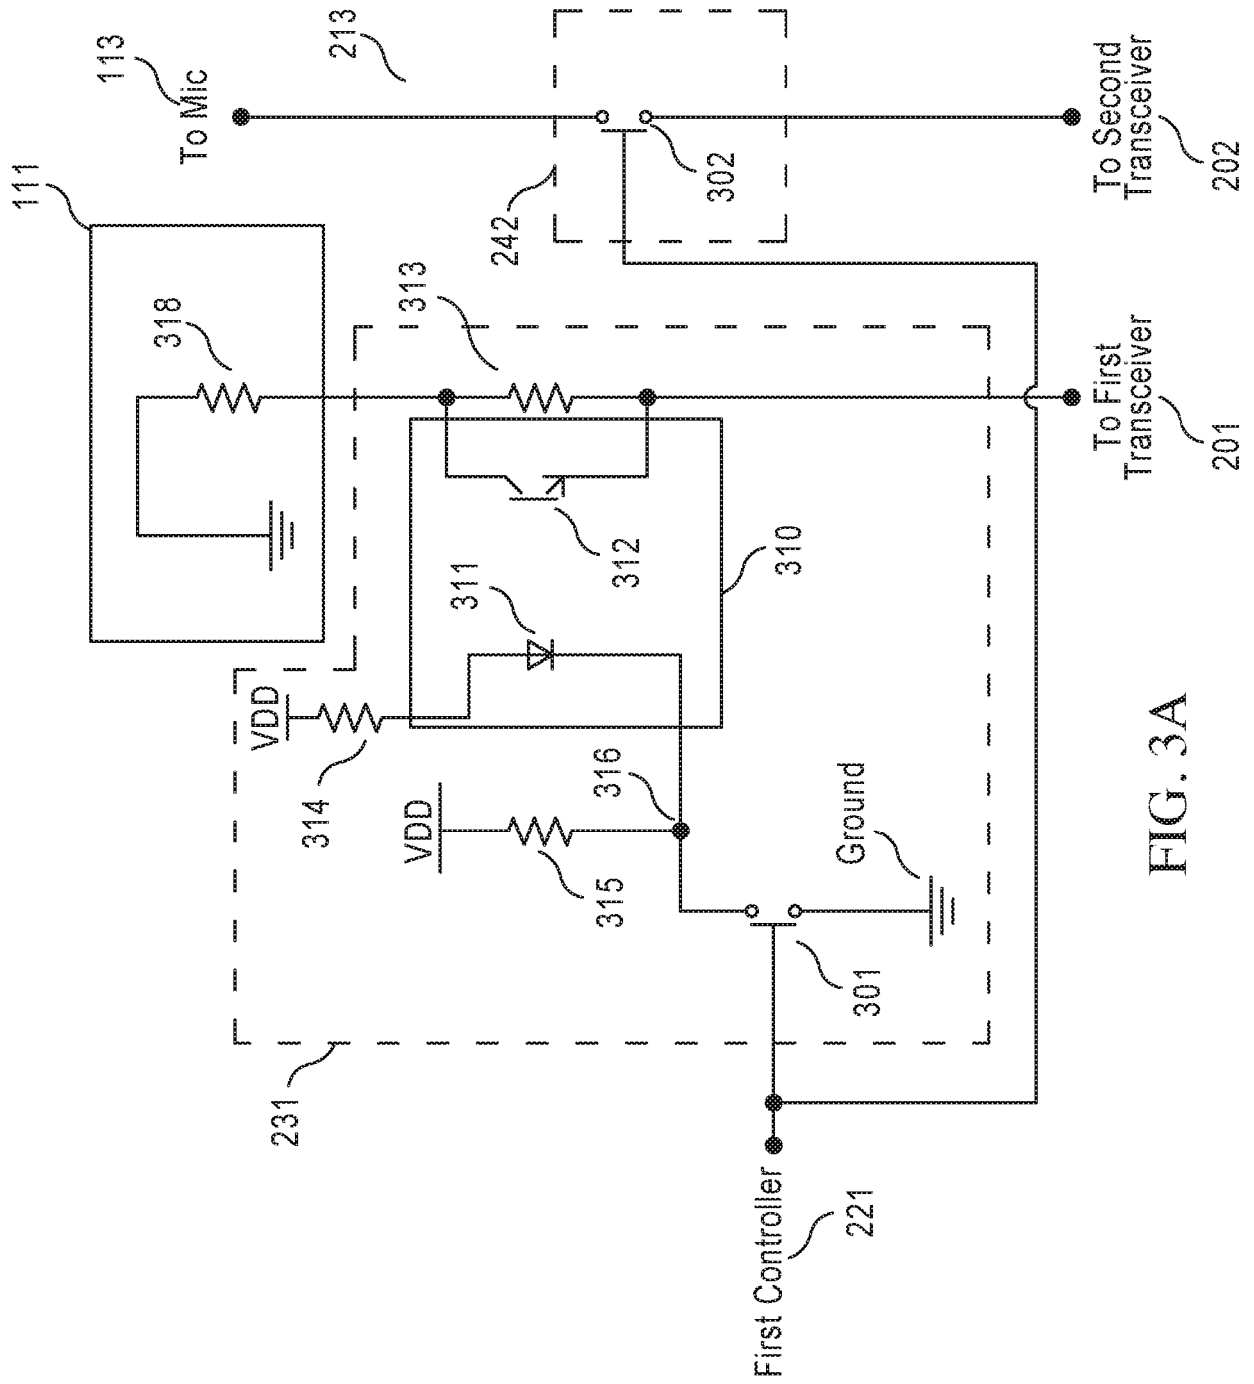 113
To Mic
213
111
318
242
302
313
To Second
Transceiver
202
VDD
314
311
312
310
To First
Transceiver
201
VDD
315
316
Ground
301
231
First Controller
221
FIG. 3A